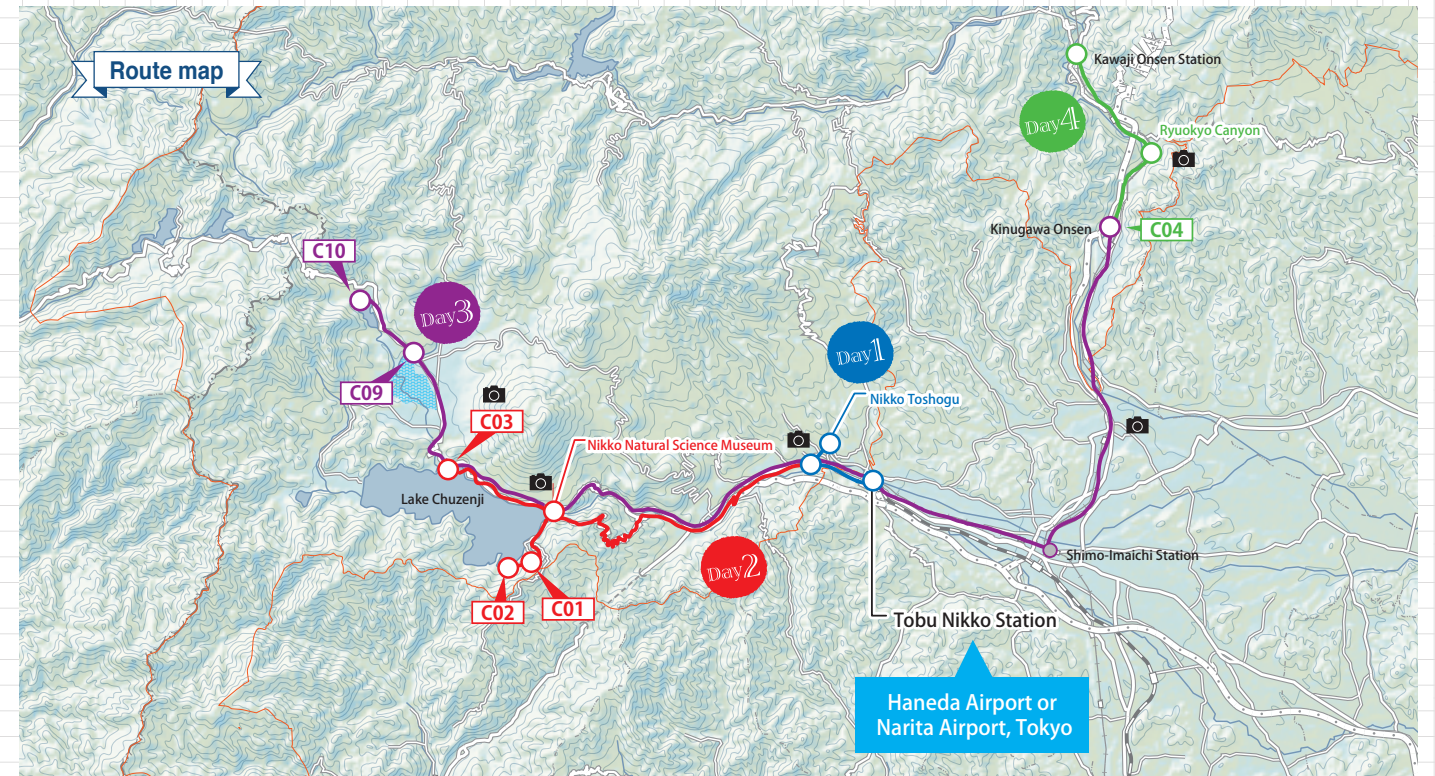 Route map
Kawaji Onsen Station
Day4
Ryuokyo Canyon
Kinugawa Onsen
C04
C10
Day3
C09
Day1
Nikko Toshogu
C03
Nikko Natural Science Museum
Lake Chuzenji
Shimo-Imaichi Station
Day2
C02
C01
Tobu Nikko Station
Haneda Airport or
Narita Airport, Tokyo